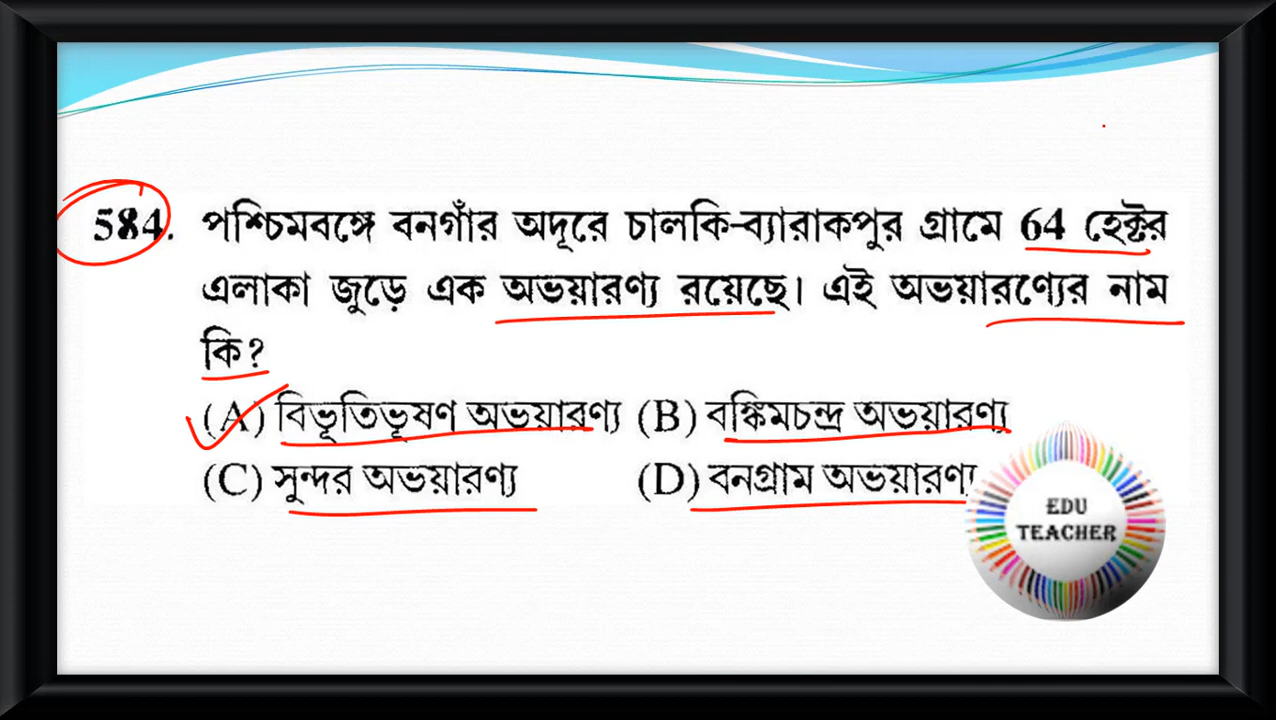 584. পশ্চিমবঙ্গে বনগাঁর অদূরে চালকি-ব্যারাকপুর গ্রামে 64 হেক্টর
এলাকা জুড়ে এক অভয়ারণ্য রয়েছে। এই অভয়ারণ্যের নাম
কি?
(A) বিভূতিভূষণ অভয়ারণ্য (B) বঙ্কিমচন্দ্র অভয়ারণ্য
(C) সুন্দর অভয়ারণ্য (D) বনগ্রাম অভয়ারণ্য
EDU
TEACHER